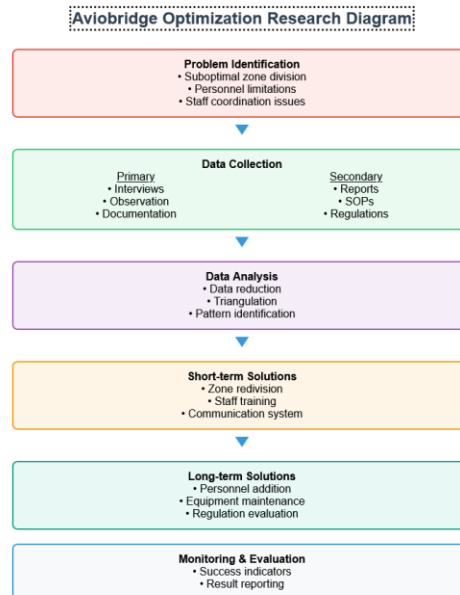 Aviobridge Optimization Research Diagram
Problem Identification
• Suboptimal zone division
• Personnel limitations
• Staff coordination issues
Data Collection
Primary
• Interviews
• Observation
• Documentation
Secondary
• Reports
• SOPs
• Regulations
Data Analysis
• Data reduction
• Triangulation
• Pattern identification
Short-term Solutions
• Zone redivision
• Staff training
• Communication system
Long-term Solutions
• Personnel addition
• Equipment maintenance
• Regulation evaluation
Monitoring & Evaluation
• Success indicators
• Result reporting